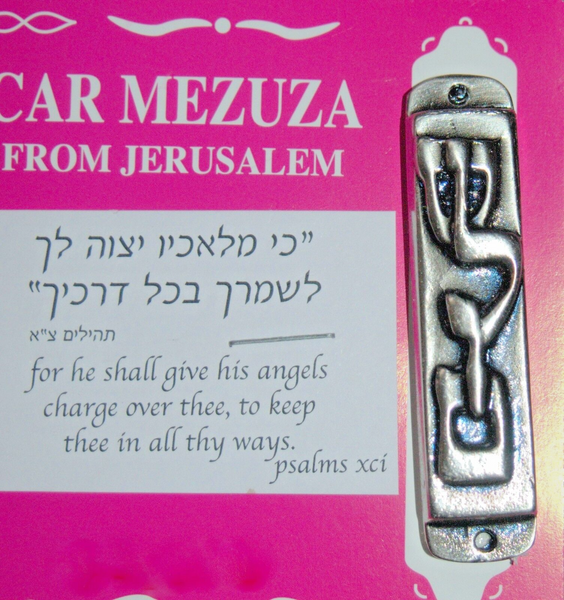 CAR MEZUZA
FROM JERUSALEM
"כי מלאכיו יצוה לך
לשמרך בכל דרכיך"
תהילים צ"א
for he shall give his angels
charge over thee, to keep
thee in all thy ways.
psalms xci
שלום